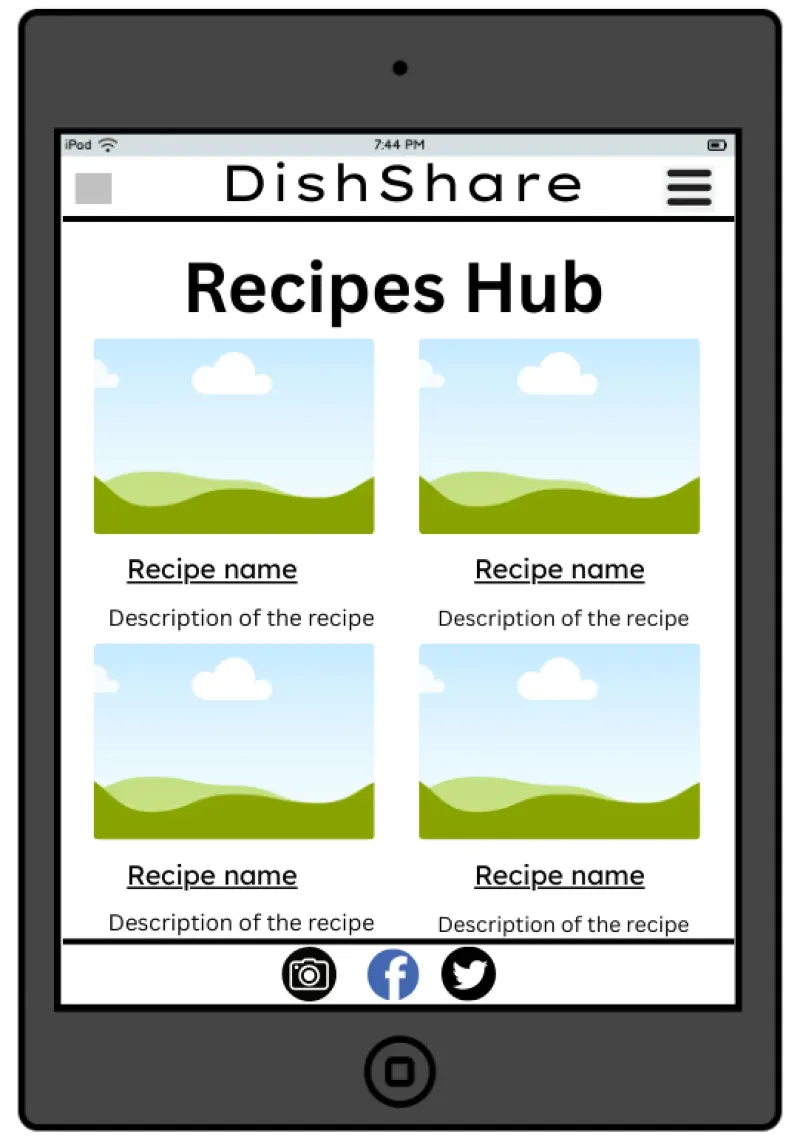 iPod 7:44 PM
DishShare
Recipes Hub
Recipe name Recipe name
Description of the recipe Description of the recipe
Recipe name Recipe name
Description of the recipe Description of the recipe